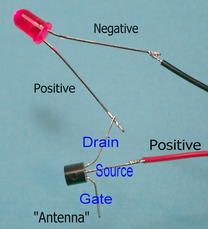 Negative
Positive
Drain
Positive
Source
Gate
"Antenna"